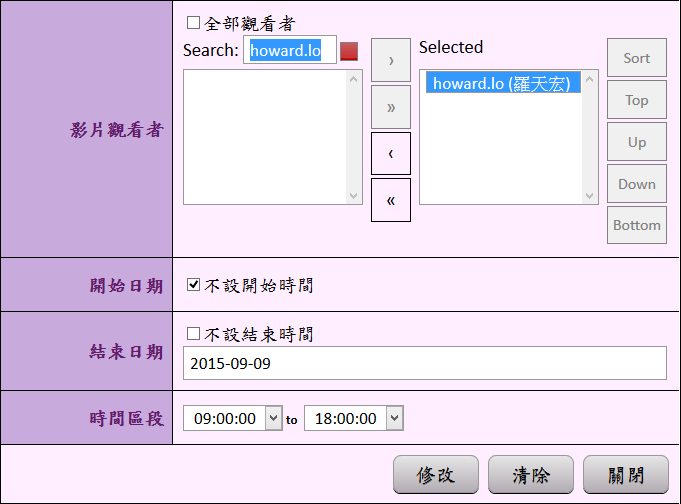 全部觀看者
Search: howard.lo
Selected
howard.lo (羅天宏)
影片觀看者
›
»
‹
«
Sort
Top
Up
Down
Bottom
開始日期
不設開始時間
結束日期
不設結束時間
2015-09-09
時間區段
09:00:00 to 18:00:00
修改 清除 關閉